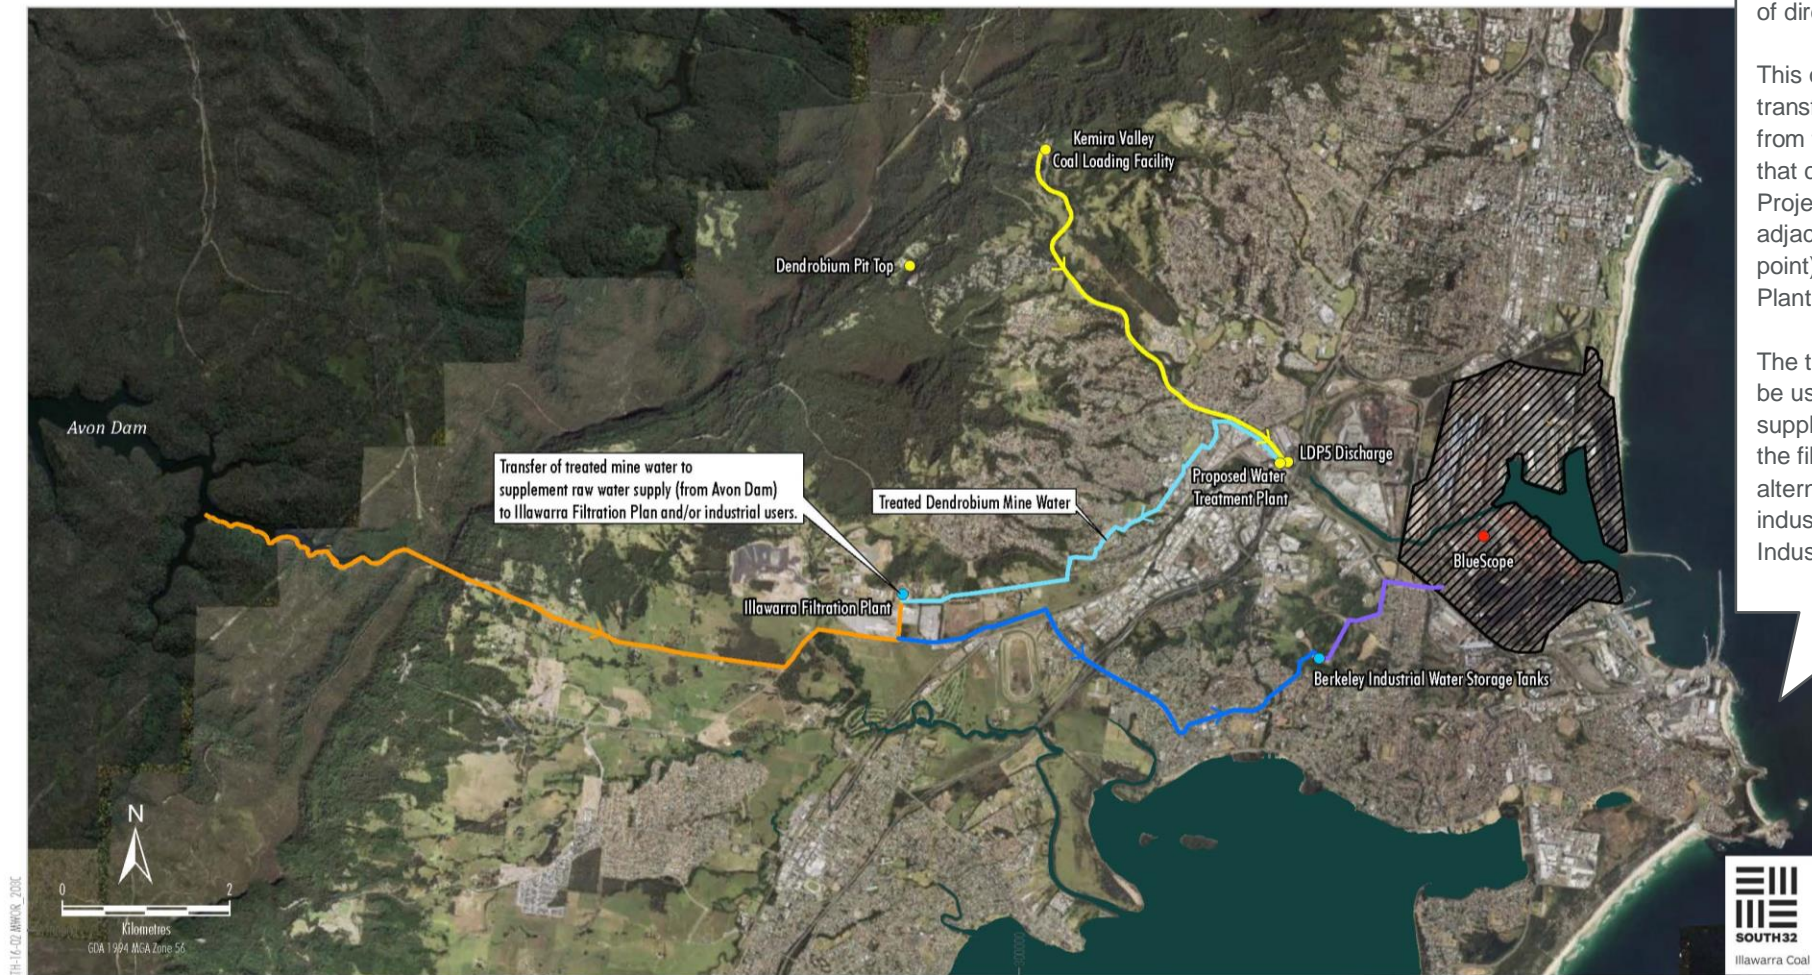 Kemira Valley
Coal Loading Facility
Dendrobium Pit Top
Avon Dam
Transfer of treated mine water to
supplement raw water supply (from Avon Dam)
to Illawarra Filtration Plan and/or industrial users.
Treated Dendrobium Mine Water
LDP5 Discharge
Proposed Water
Treatment Plant
BlueScope
Illawarra Filtration Plant
Berkeley Industrial Water Storage Tanks
N
0 2
Kilometres
GDA 1994 MGA Zone 56
of dire
This
transf
from
that
Proje
adjac
point)
Plant
The t
be us
suppl
the fil
altern
indus
Indus
SOUTH32
Illawarra Coal